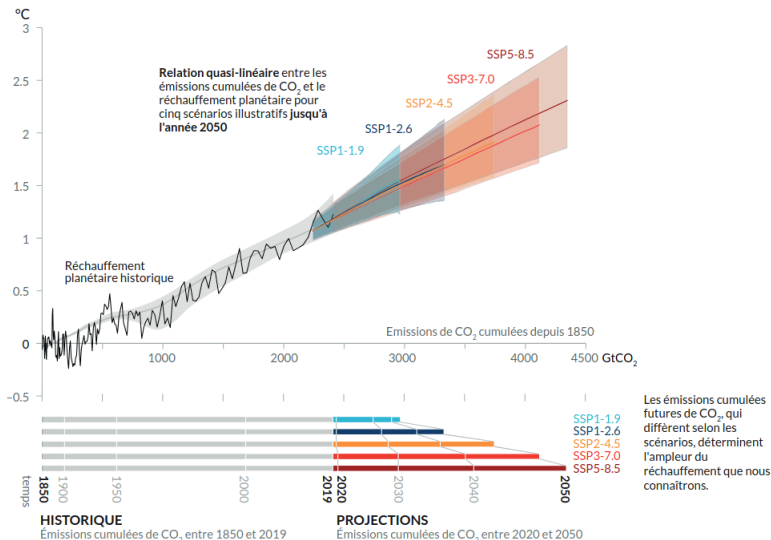 °C
3
2.5
2
1.5
1
0.5
0
−0.5
Relation quasi-linéaire entre les
émissions cumulées de CO2 et le
réchauffement planétaire pour
cinq scénarios illustratifs jusqu'à
l'année 2050
SSP1-1.9
SSP1-2.6
SSP2-4.5
SSP3-7.0
SSP5-8.5
Réchauffement
planétaire historique
Emissions de CO2 cumulées depuis 1850
1000
2000
3000
4000
4500 GtCO2
SSP1-1.9
SSP1-2.6
SSP2-4.5
SSP3-7.0
SSP5-8.5
temps
1850
1900
1950
2000
2019
2020
2030
2040
2050
HISTORIQUE
Émissions cumulées de CO2 entre 1850 et 2019
PROJECTIONS
Émissions cumulées de CO2 entre 2020 et 2050
Les émissions cumulées
futures de CO2, qui
diffèrent selon les
scénarios, déterminent
l'ampleur du
réchauffement que nous
connaîtrons.